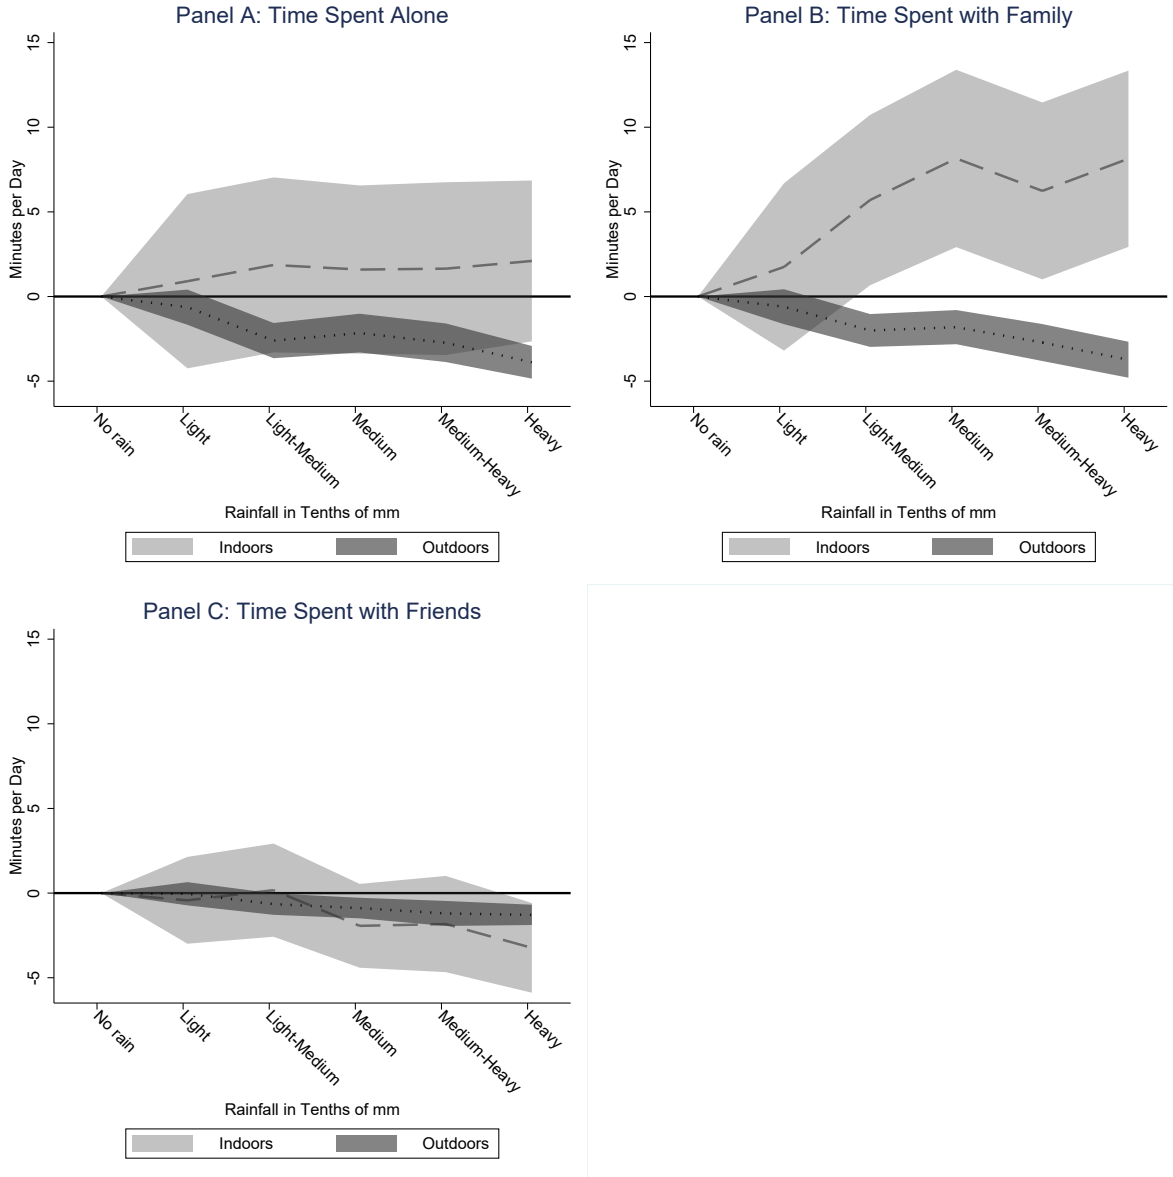 Panel A: Time Spent Alone
Minutes per Day
15
10
5
0
-5
No rain
Light
Light-Medium
Medium
Medium-Heavy
Heavy
Rainfall in Tenths of mm
Indoors
Outdoors
Panel B: Time Spent with Family
Minutes per Day
15
10
5
0
-5
No rain
Light
Light-Medium
Medium
Medium-Heavy
Heavy
Rainfall in Tenths of mm
Indoors
Outdoors
Panel C: Time Spent with Friends
Minutes per Day
15
10
5
0
-5
No rain
Light
Light-Medium
Medium
Medium-Heavy
Heavy
Rainfall in Tenths of mm
Indoors
Outdoors